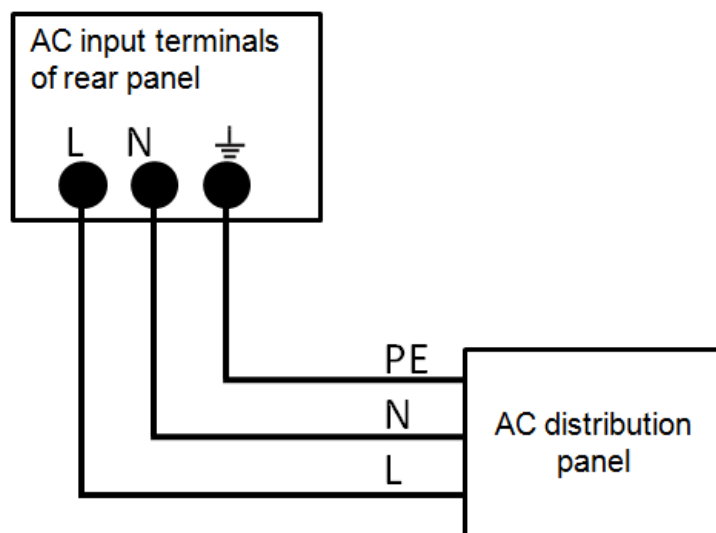 AC input terminals
of rear panel
L N
PE
N
L
AC distribution
panel